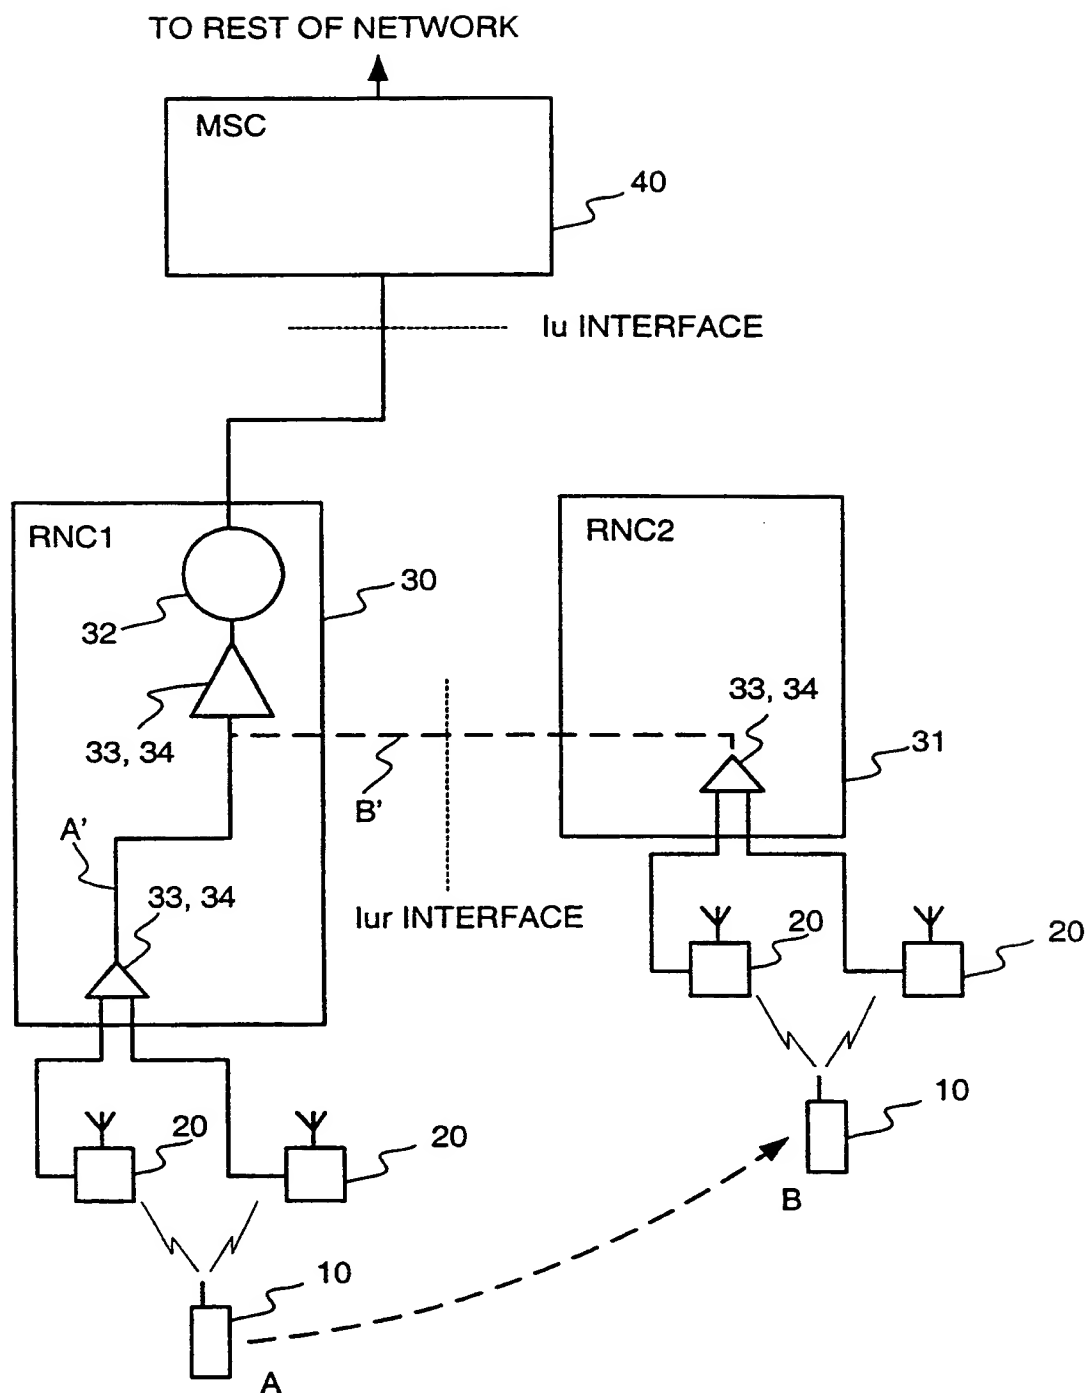 TO REST OF NETWORK
MSC
40
Iu INTERFACE
RNC1
RNC2
30
32
33, 34
33, 34
31
B'
A'
33, 34
Iur INTERFACE
20
20
20
20
10
B
10
A